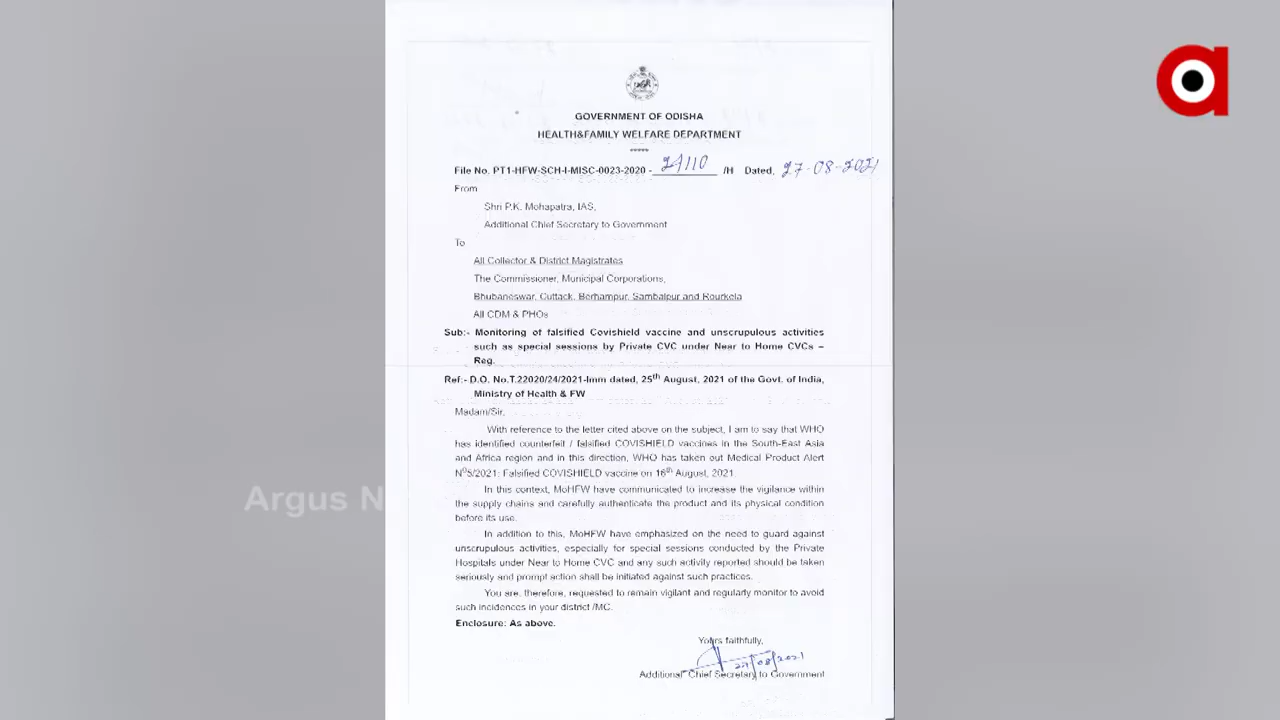 GOVERNMENT OF ODISHA
HEALTH&FAMILY WELFARE DEPARTMENT
*****
File No. PT1-HFW-SCH-I-MISC-0023-2020 - 24110 /H Dated, 27-08-2021
From
Shri P.K. Mohapatra, IAS,
Additional Chief Secretary to Government
To
All Collector & District Magistrates
The Commissioner, Municipal Corporations,
Bhubaneswar, Cuttack, Berhampur, Sambalpur and Rourkela
All CDM & PHOs
Sub:- Monitoring of falsified Covishield vaccine and unscrupulous activities
such as special sessions by Private CVC under Near to Home CVCs –
Reg.
Ref:- D.O. No.T.22020/24/2021-Imm dated, 25th August, 2021 of the Govt. of India,
Ministry of Health & FW
Madam/Sir,
With reference to the letter cited above on the subject, I am to say that WHO
has identified counterfeit / falsified COVISHIELD vaccines in the South-East Asia
and Africa region and in this direction, WHO has taken out Medical Product Alert
N°5/2021: Falsified COVISHIELD vaccine on 16th August, 2021.
In this context, MoHFW have communicated to increase the vigilance within
the supply chains and carefully authenticate the product and its physical condition
before its use.
In addition to this, MoHFW have emphasized on the need to guard against
unscrupulous activities, especially for special sessions conducted by the Private
Hospitals under Near to Home CVC and any such activity reported should be taken
seriously and prompt action shall be initiated against such practices.
You are, therefore, requested to remain vigilant and regularly monitor to avoid
such incidences in your district /MC.
Enclosure: As above.
Yours faithfully,
27/08/2021
Additional Chief Secretary to Government
Argus N
a